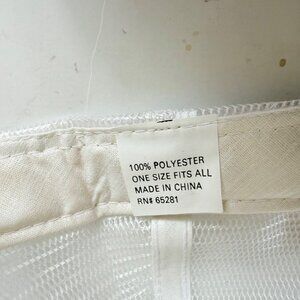 100% POLYESTER
ONE SIZE FITS ALL
MADE IN CHINA
RN# 65281